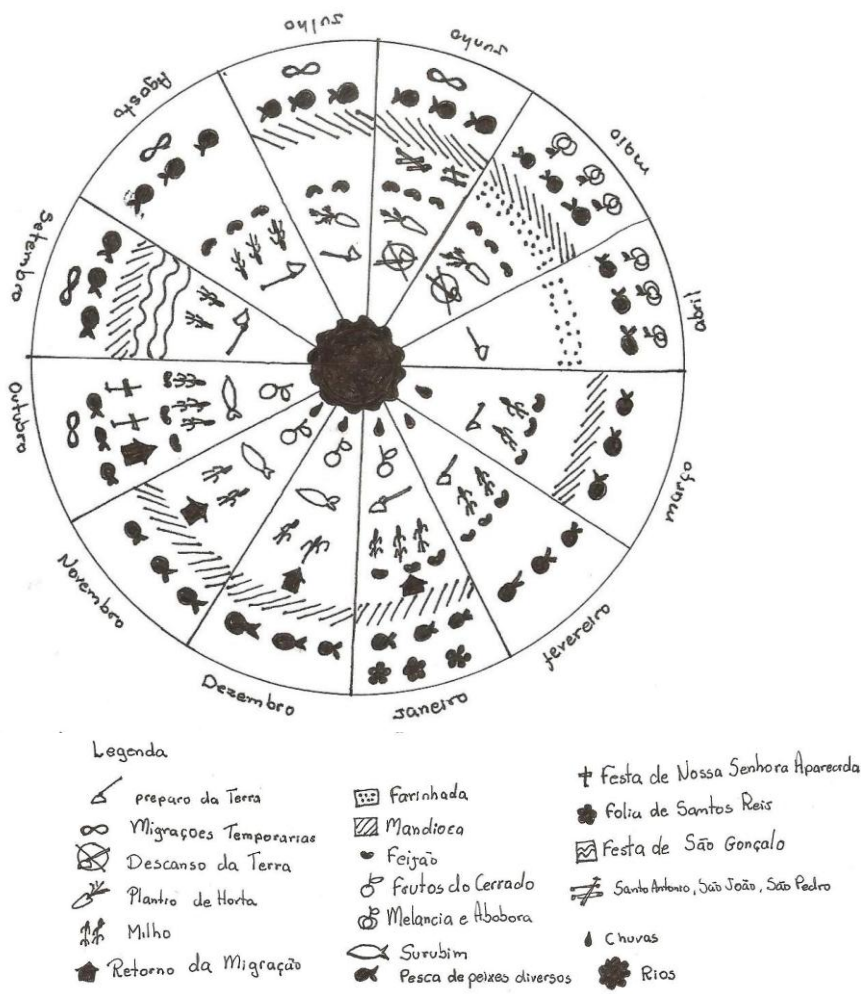 Janeiro
fevereiro
março
abril
maio
Junho
Julho
Agosto
Setembro
Outubro
Novembro
Dezembro
Legenda
preparo da Terra
Migrações Temporárias
Descanso da Terra
Plantio de Horta
Milho
Retorno da Migração
Farinhada
Mandioca
Feijão
Frutos do Cerrado
Melancia e Abobora
Surubim
Pesca de peixes diversos
Festa de Nossa Senhora Aparecida
Folia de Santos Reis
Festa de São Gonçalo
Santo Antonio, São João, São Pedro
Chuvas
Rios